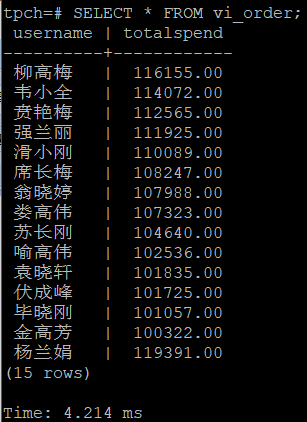 tpch=# SELECT * FROM vi_order;
username | totalspend
----------+------------
柳高梅 | 116155.00
韦小全 | 114072.00
贲艳梅 | 112565.00
强兰丽 | 111925.00
滑小刚 | 110089.00
席长梅 | 108247.00
翁晓婷 | 107988.00
娄高伟 | 107323.00
苏长刚 | 104640.00
喻高伟 | 102536.00
袁晓轩 | 101835.00
伏成峰 | 101725.00
毕晓刚 | 101057.00
金高芳 | 100322.00
杨兰娟 | 119391.00
(15 rows)
Time: 4.214 ms